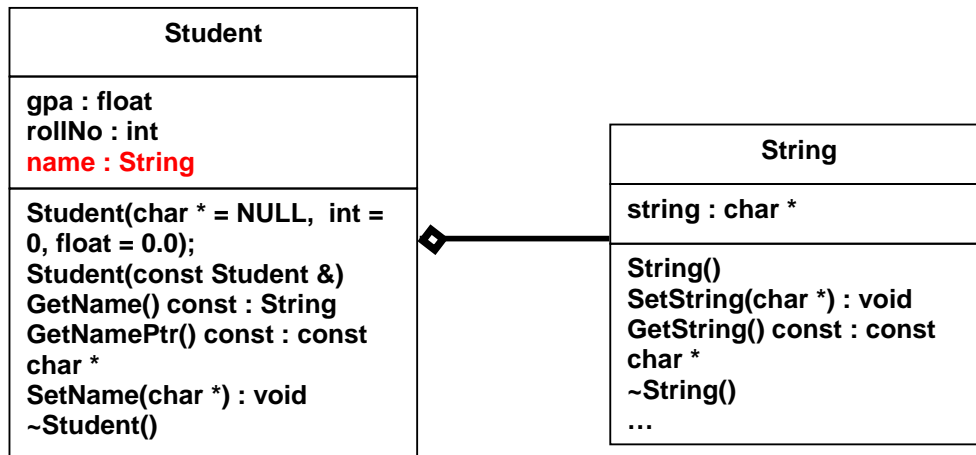 Student
gpa : float
rollNo : int
name : String
Student(char * = NULL, int =
0, float = 0.0);
Student(const Student &)
GetName() const : String
GetNamePtr() const : const
char *
SetName(char *) : void
~Student()
String
string : char *
String()
SetString(char *) : void
GetString() const : const
char *
~String()
…